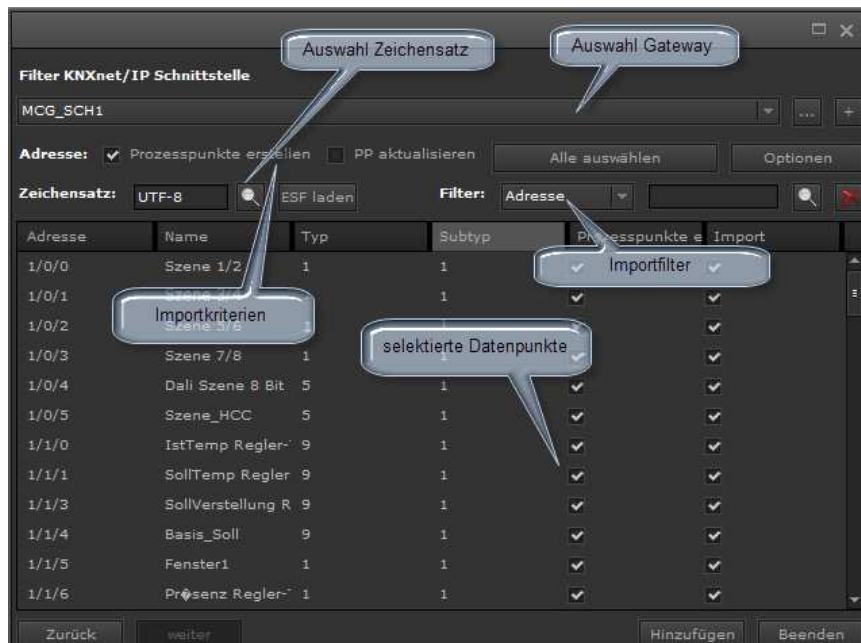 Auswahl Zeichensatz
Auswahl Gateway
Filter KNXnet/IP Schnittstelle
MCG_SCH1
... +
Adresse: Prozesspunkte erstellen PP aktualisieren Alle auswählen Optionen
Zeichensatz: UTF-8 ESF laden Filter: Adresse
Adresse Name Typ Subtyp Prozesspunkte e Import
Importfilter
1/0/0 Szene 1/2 1 1
1/0/1 1
Importkriterien
1/0/2 Szene 5/6
selektierte Datenpunkte
1/0/3 Szene 7/8 1
1/0/4 Dali Szene 8 Bit 5 1
1/0/5 Szene_HCC 5 1
1/1/0 IstTemp Regler- 9 1
1/1/1 SollTemp Regler 9 1
1/1/3 SollVerstellung R 9 1
1/1/4 Basis_Soll 9 1
1/1/5 Fenster1 1 1
1/1/6 Pr�senz Regler- 1 1
Zurück weiter Hinzufügen Beenden